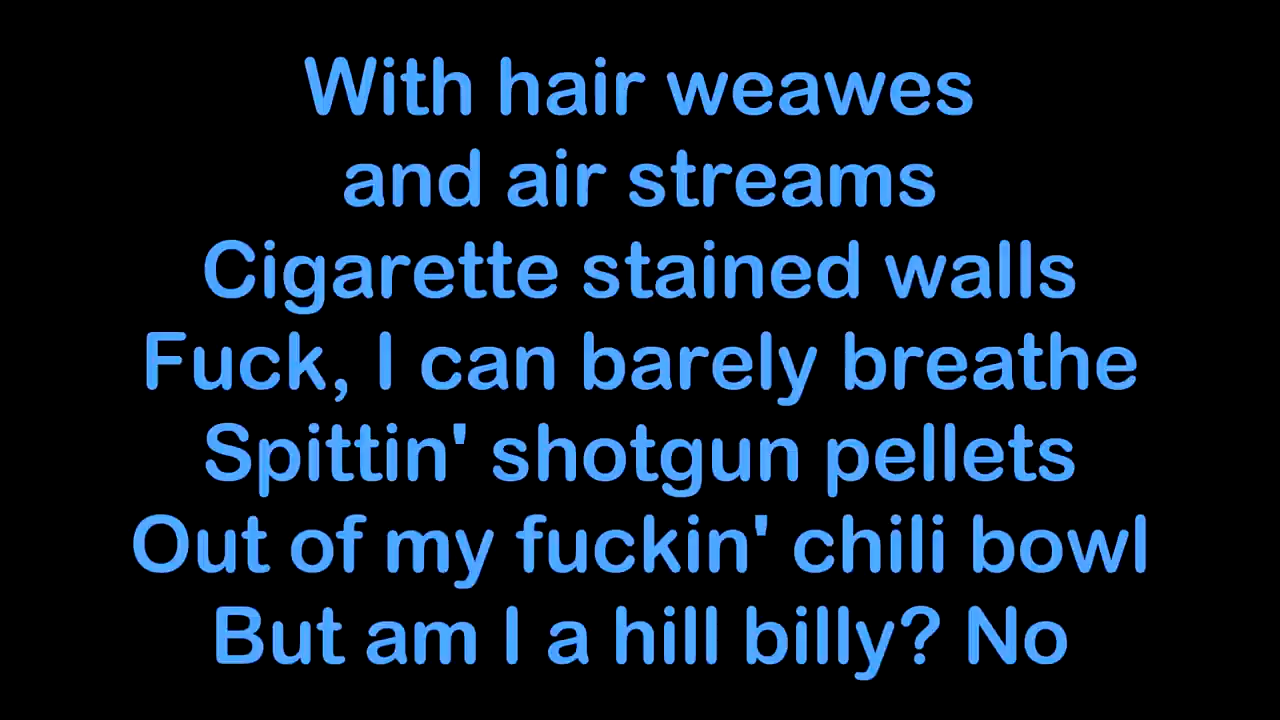 With hair weawes
and air streams
Cigarette stained walls
Fuck, I can barely breathe
Spittin' shotgun pellets
Out of my fuckin' chili bowl
But am I a hill billy? No